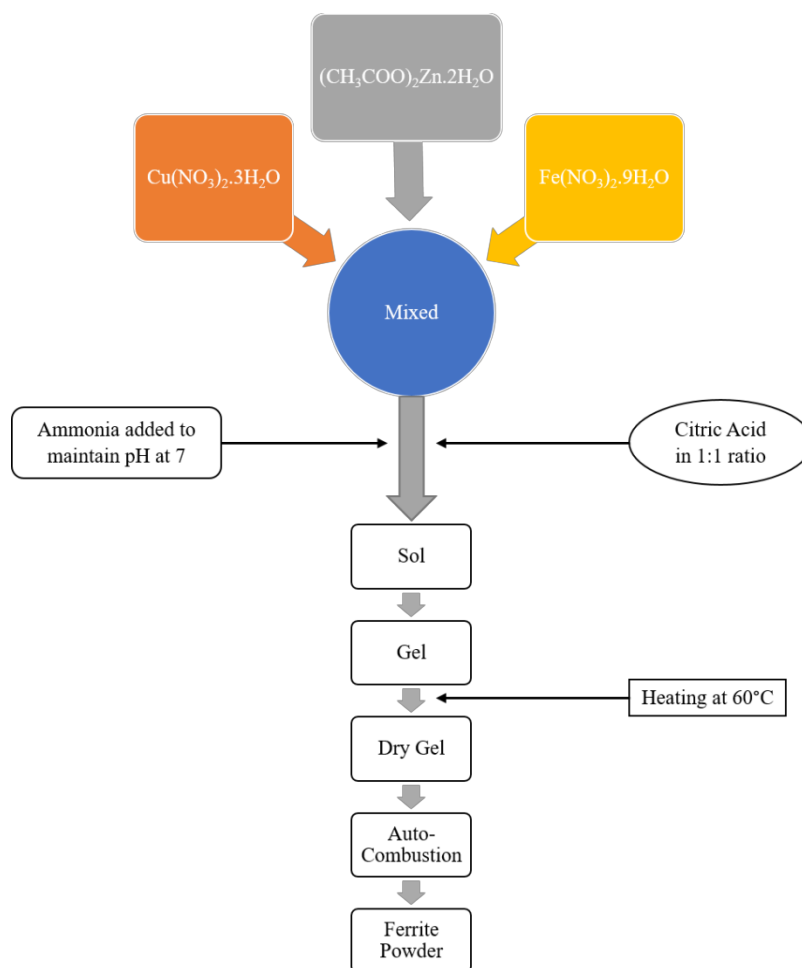 (CH₃COO)₂Zn.2H₂O
Cu(NO₃)₂.3H₂O
Fe(NO₃)₂.9H₂O
Mixed
Ammonia added to
maintain pH at 7
Citric Acid
in 1:1 ratio
Sol
Gel
Heating at 60°C
Dry Gel
Auto-
Combustion
Ferrite
Powder